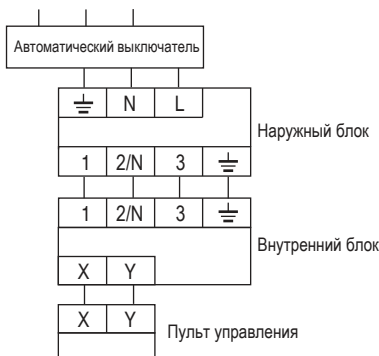 Автоматический выключатель
N L
Наружный блок
1 2/N 3
1 2/N 3
Внутренний блок
X Y
X Y
Пульт управления